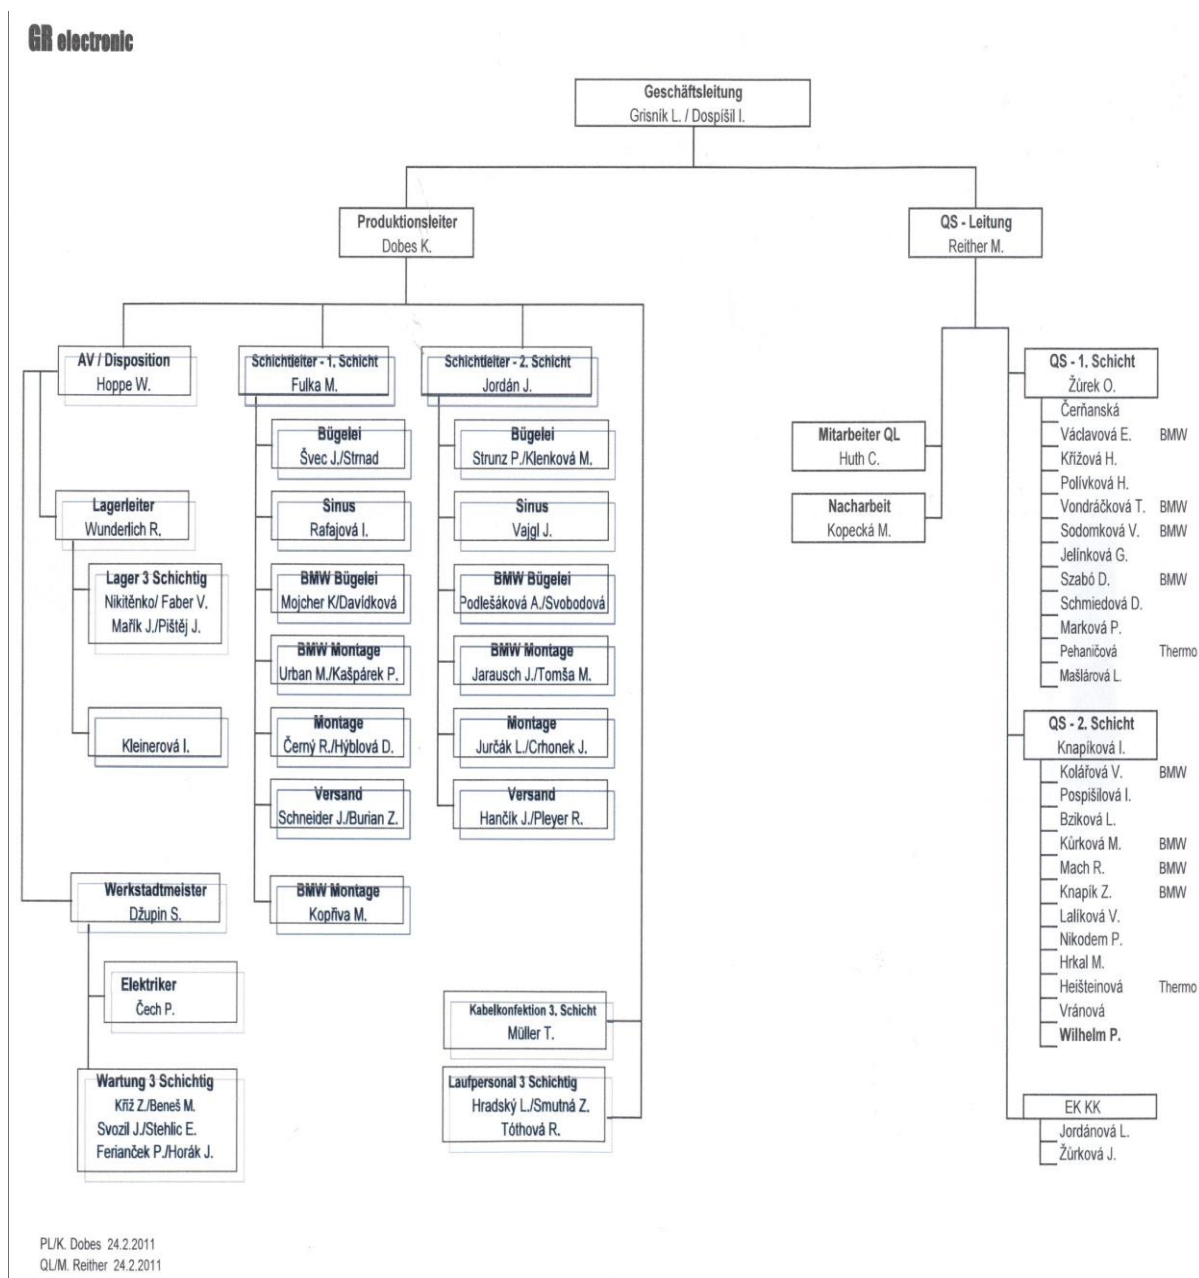 GR electronic
Geschäftsleitung
Grisník L. / Dospíšil I.
Produktionsleiter
Dobes K.
QS - Leitung
Reither M.
AV / Disposition
Hoppe W.
Schichtleiter - 1. Schicht
Fulka M.
Schichtleiter - 2. Schicht
Jordán J.
Lagerleiter
Wunderlich R.
Lager 3 Schichtig
Nikitěnko/ Faber V.
Mařík J./Pištěj J.
Kleinerová I.
Werkstadtmeister
Džupin S.
Elektriker
Čech P.
Wartung 3 Schichtig
Kříž Z./Beneš M.
Svozil J./Stehlic E.
Ferianček P./Horák J.
Bügelei
Švec J./Strnad
Sinus
Rafajová I.
BMW Bügelei
Mojcher K/Davídková
BMW Montage
Urban M./Kašpárek P.
Montage
Černý R./Hýblová D.
Versand
Schneider J./Burian Z.
BMW Montage
Kopřiva M.
Bügelei
Strunz P./Klenková M.
Sinus
Vajgl J.
BMW Bügelei
Podlešáková A./Svobodová
BMW Montage
Jarausch J./Tomša M.
Montage
Jurčák L./Crhonek J.
Versand
Hančík J./Pleyer R.
Kabelkonfektion 3. Schicht
Müller T.
Laufpersonal 3 Schichtig
Hradský L./Smutná Z.
Tóthová R.
Mitarbeiter QL
Huth C.
Nacharbeit
Kopecká M.
QS - 1. Schicht
Žůrek O.
Čerňanská
Václavová E. BMW
Křížová H.
Polívková H.
Vondráčková T. BMW
Sodomková V. BMW
Jelínková G.
Szabó D. BMW
Schmiedová D.
Marková P.
Pehaničová Thermo
Mašlárová L.
QS - 2. Schicht
Knapíková I.
Kolářová V. BMW
Pospišilová I.
Bziková L.
Kůrková M. BMW
Mach R. BMW
Knapík Z. BMW
Lalíková V.
Nikodem P.
Hrkal M.
Heišteinová Thermo
Vránová
Wilhelm P.
EK KK
Jordánová L.
Žůrková J.
PL/K. Dobes 24.2.2011
QL/M. Reither 24.2.2011